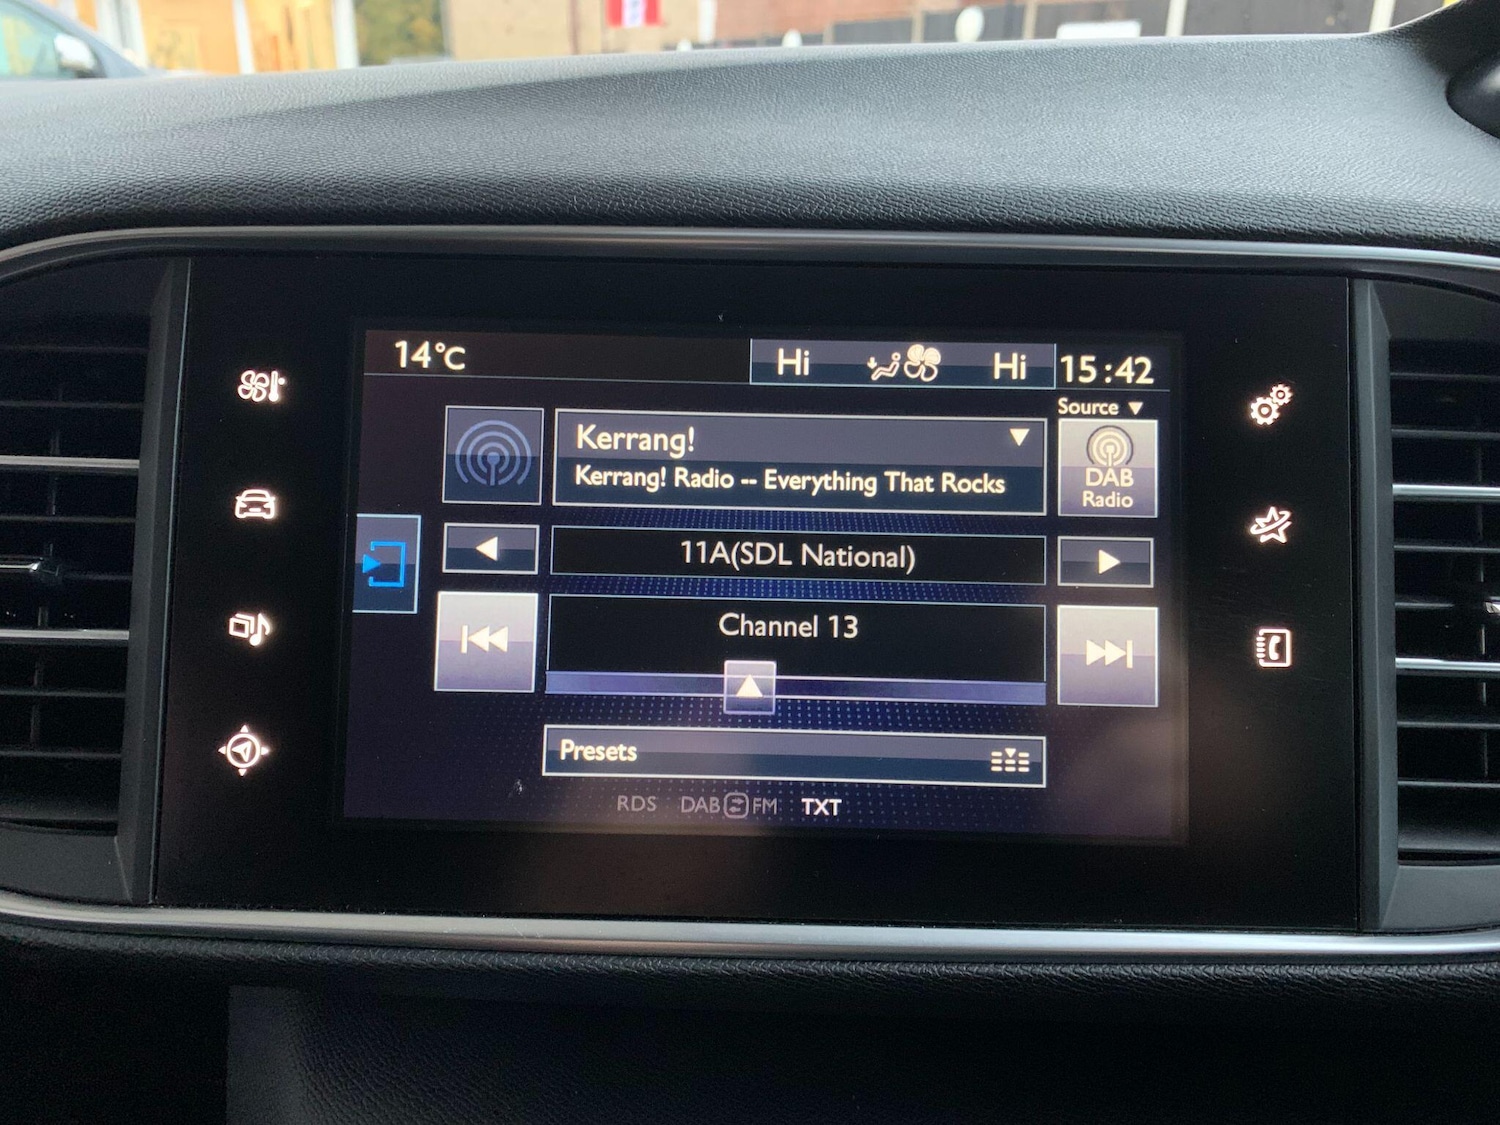 14°C
Hi
Hi
15:42
Source
Kerrang!
Kerrang! Radio -- Everything That Rocks
DAB
Radio
11A(SDL National)
Channel 13
Presets
RDS DAB FM TXT